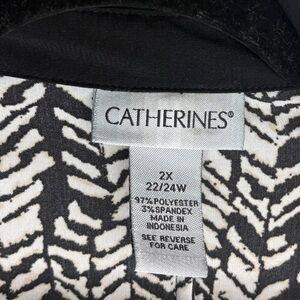 CATHERINES®
2X
22/24W
97% POLYESTER
3% SPANDEX
MADE IN
INDONESIA
SEE REVERSE
FOR CARE